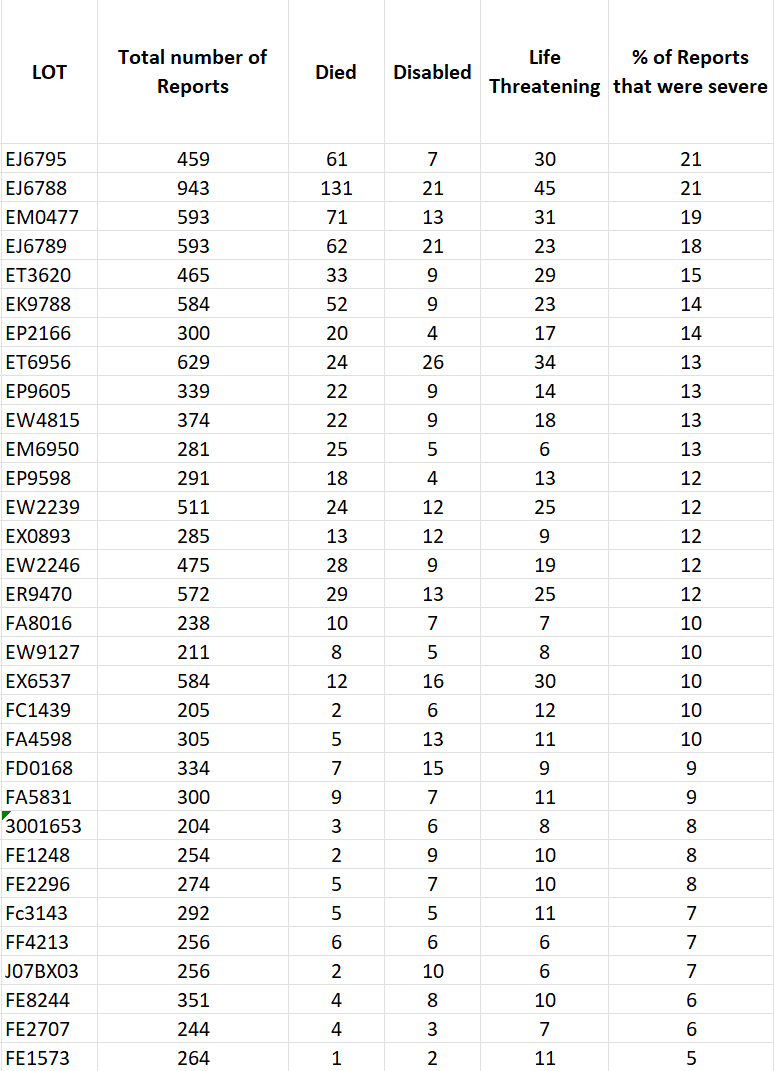 LOT Total number of Reports Died Disabled Life Threatening % of Reports that were severe
EJ6795 459 61 7 30 21
EJ6788 943 131 21 45 21
EM0477 593 71 13 31 19
EJ6789 593 62 21 23 18
ET3620 465 33 9 29 15
EK9788 584 52 9 23 14
EP2166 300 20 4 17 14
ET6956 629 24 26 34 13
EP9605 339 22 9 14 13
EW4815 374 22 9 18 13
EM6950 281 25 5 6 13
EP9598 291 18 4 13 12
EW2239 511 24 12 25 12
EX0893 285 13 12 9 12
EW2246 475 28 9 19 12
ER9470 572 29 13 25 12
FA8016 238 10 7 7 10
EW9127 211 8 5 8 10
EX6537 584 12 16 30 10
FC1439 205 2 6 12 10
FA4598 305 5 13 11 10
FD0168 334 7 15 9 9
FA5831 300 9 7 11 9
3001653 204 3 6 8 8
FE1248 254 2 9 10 8
FE2296 274 5 7 10 8
Fc3143 292 5 5 11 7
FF4213 256 6 6 6 7
J07BX03 256 2 10 6 7
FE8244 351 4 8 10 6
FE2707 244 4 3 7 6
FE1573 264 1 2 11 5